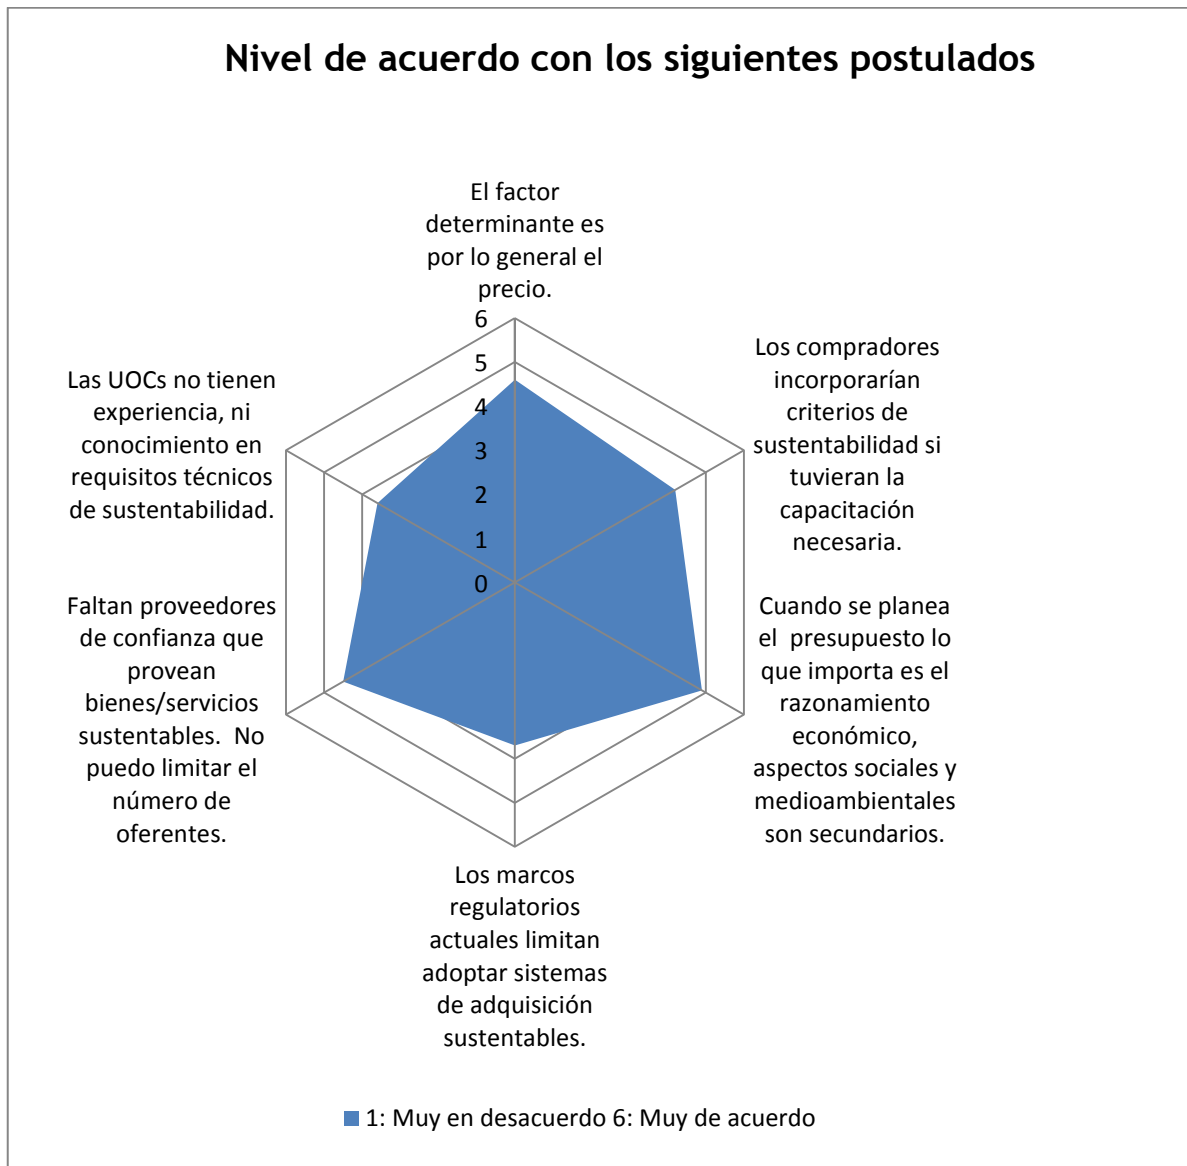 Nivel de acuerdo con los siguientes postulados
El factor
determinante es
por lo general el
precio.
Los compradores
incorporarían
criterios de
sustentabilidad si
tuvieran la
capacitación
necesaria.
Cuando se planea
el  presupuesto lo
que importa es el
razonamiento
económico,
aspectos sociales y
medioambientales
son secundarios.
Los marcos
regulatorios
actuales limitan
adoptar sistemas
de adquisición
sustentables.
Faltan proveedores
de confianza que
provean
bienes/servicios
sustentables.  No
puedo limitar el
número de
oferentes.
Las UOCs no tienen
experiencia, ni
conocimiento en
requisitos técnicos
de sustentabilidad.
6
5
4
3
2
1
0
1: Muy en desacuerdo 6: Muy de acuerdo